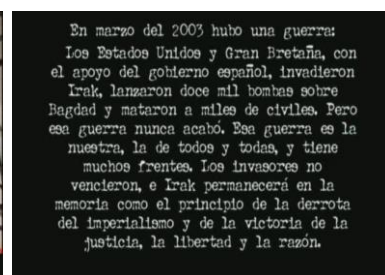 En marzo del 2003 hubo una guerra:
Los Estados Unidos y Gran Bretaña, con
el apoyo del gobierno español, invadieron
Irak, lanzaron doce mil bombas sobre
Bagdad y mataron a miles de civiles. Pero
esa guerra nunca acabó. Esa guerra es la
nuestra, la de todos y todas, y tiene
muchos frentes. Los invasores no
vencieron, e Irak permanecerá en la
memoria como el principio de la derrota
del imperialismo y de la victoria de la
justicia, la libertad y la razón.